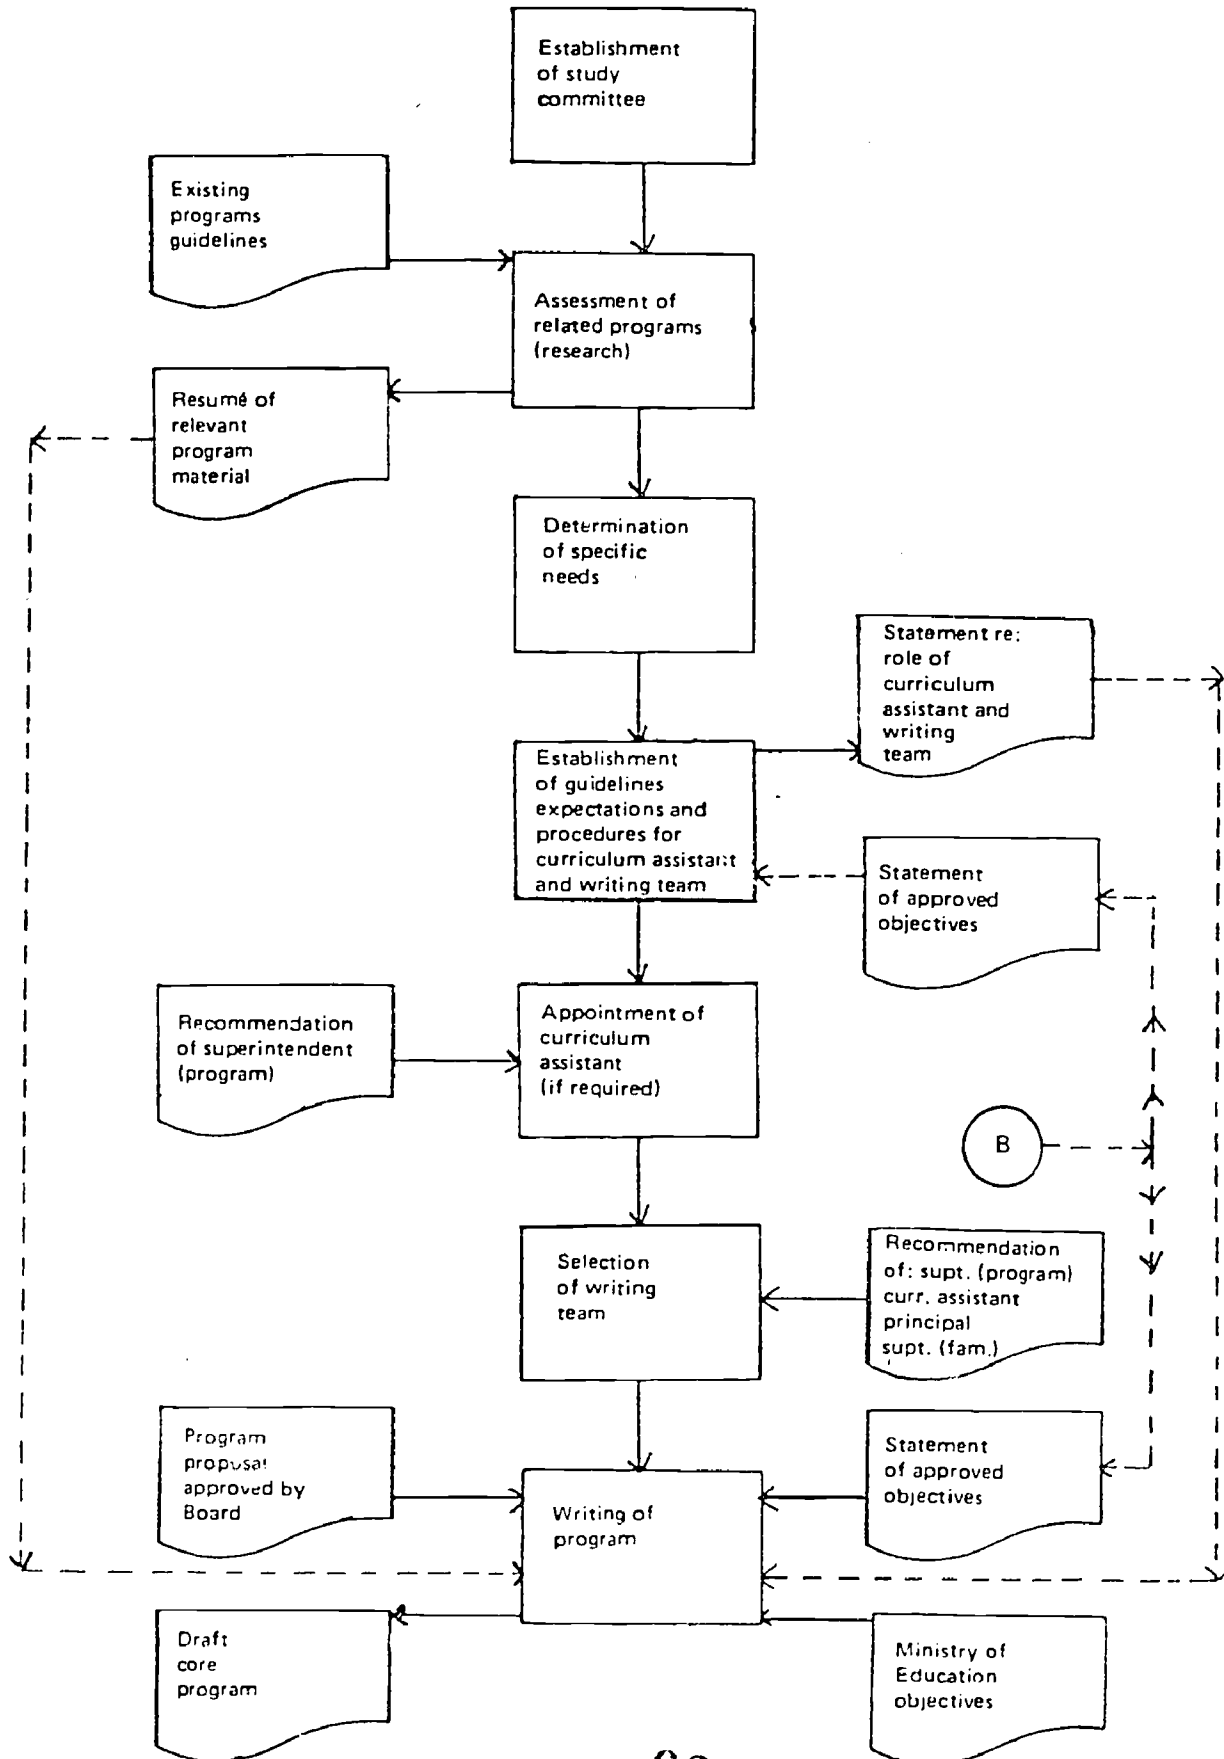 Establishment
of study
committee
Existing
programs
guidelines
Assessment of
related programs
(research)
Resumé of
relevant
program
material
Determination
of specific
needs
Statement re:
role of
curriculum
assistant and
writing
team
Establishment
of guidelines
expectations and
procedures for
curriculum assistant
and writing team
Statement
of approved
objectives
Recommendation
of superintendent
(program)
Appointment of
curriculum
assistant
(if required)
B
Selection
of writing
team
Recommendation
of: supt. (program)
curr. assistant
principal
supt. (fam.)
Program
proposal
approved by
Board
Writing of
program
Statement
of approved
objectives
Draft
core
program
Ministry of
Education
objectives